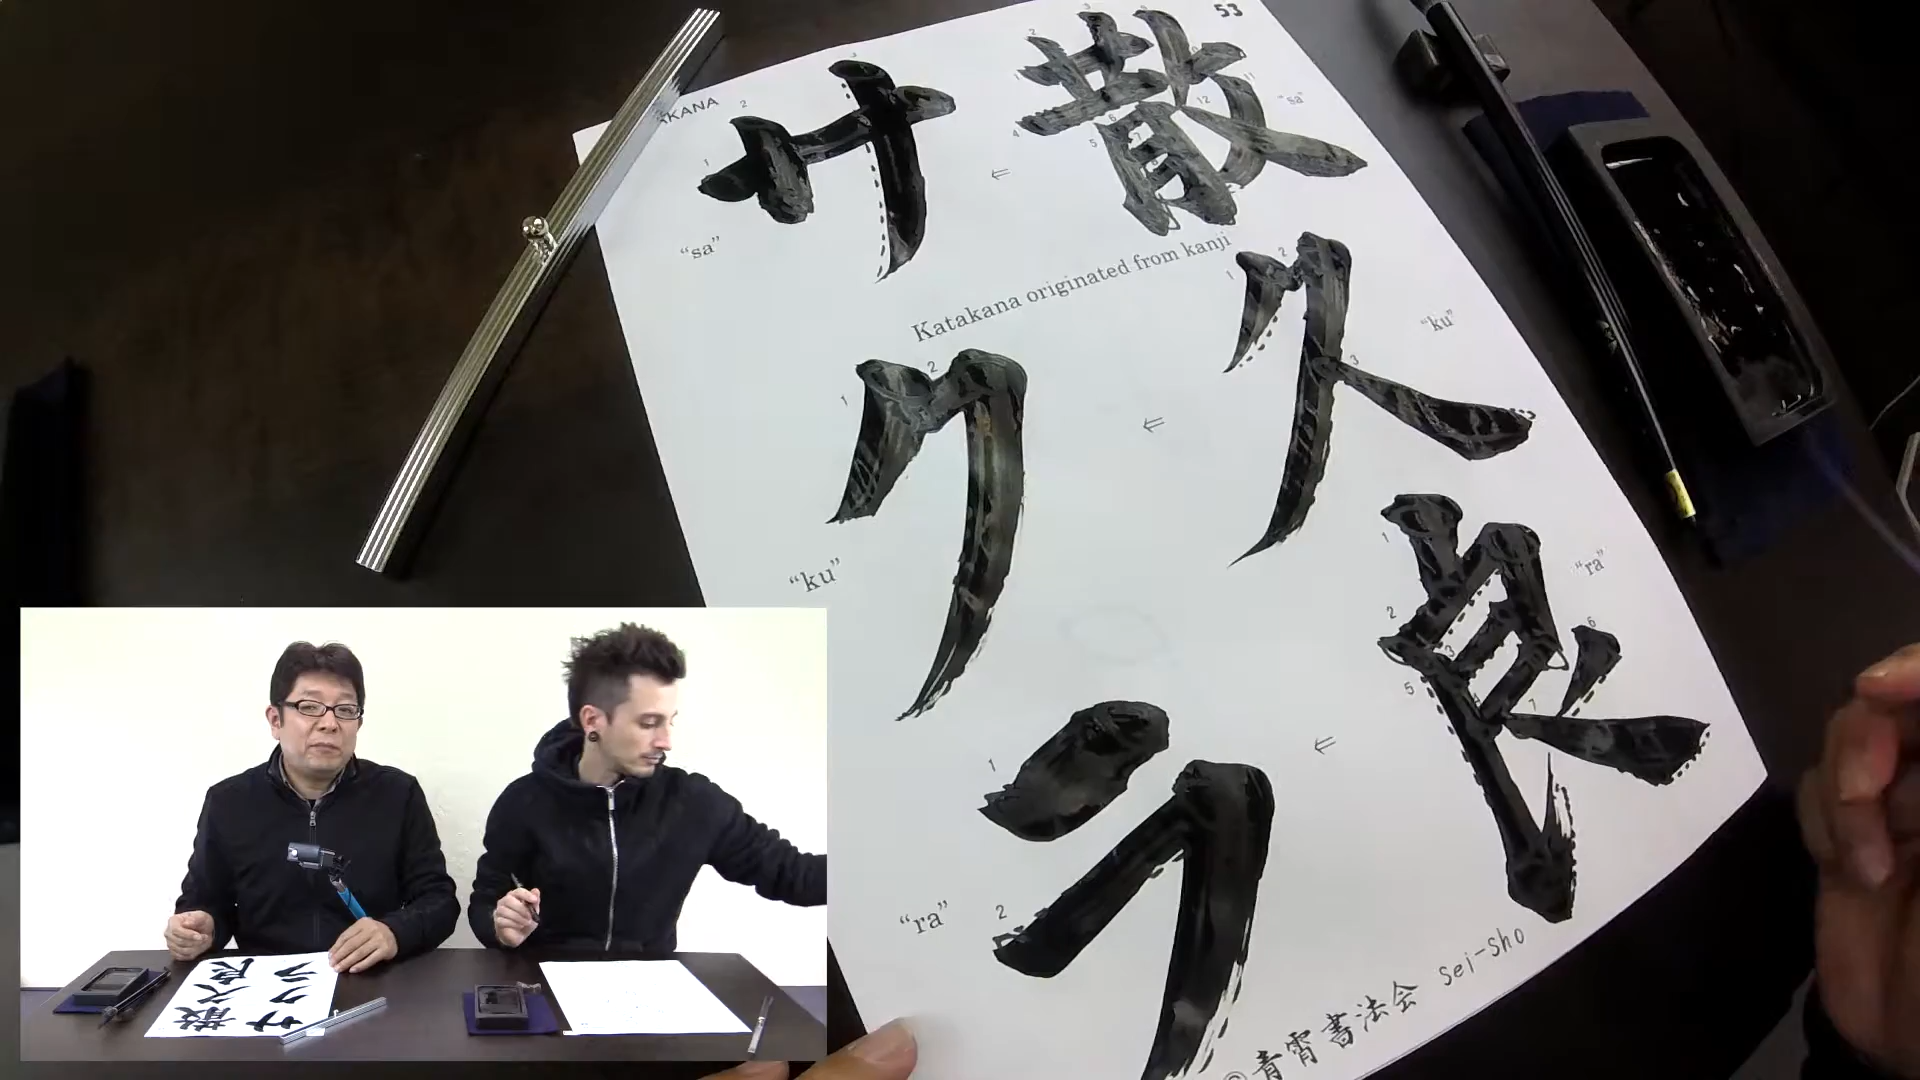 53
AKANA
サ 散
"sa" "sa"
⇐
Katakana originated from kanji
ク 久
"ku" "ku"
⇐
ラ 良
"ra" "ra"
⇐
青霄書法会 Sei-Sho